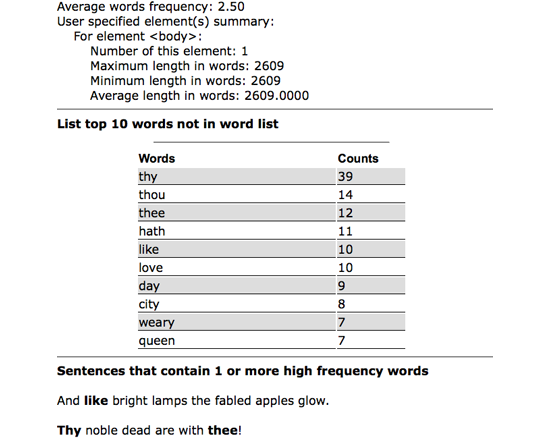 Average words frequency: 2.50
User specified element(s) summary:
For element <body>:
Number of this element: 1
Maximum length in words: 2609
Minimum length in words: 2609
Average length in words: 2609.0000
List top 10 words not in word list
Words Counts
thy 39
thou 14
thee 12
hath 11
like 10
love 10
day 9
city 8
weary 7
queen 7
Sentences that contain 1 or more high frequency words
And like bright lamps the fabled apples glow.
Thy noble dead are with thee!